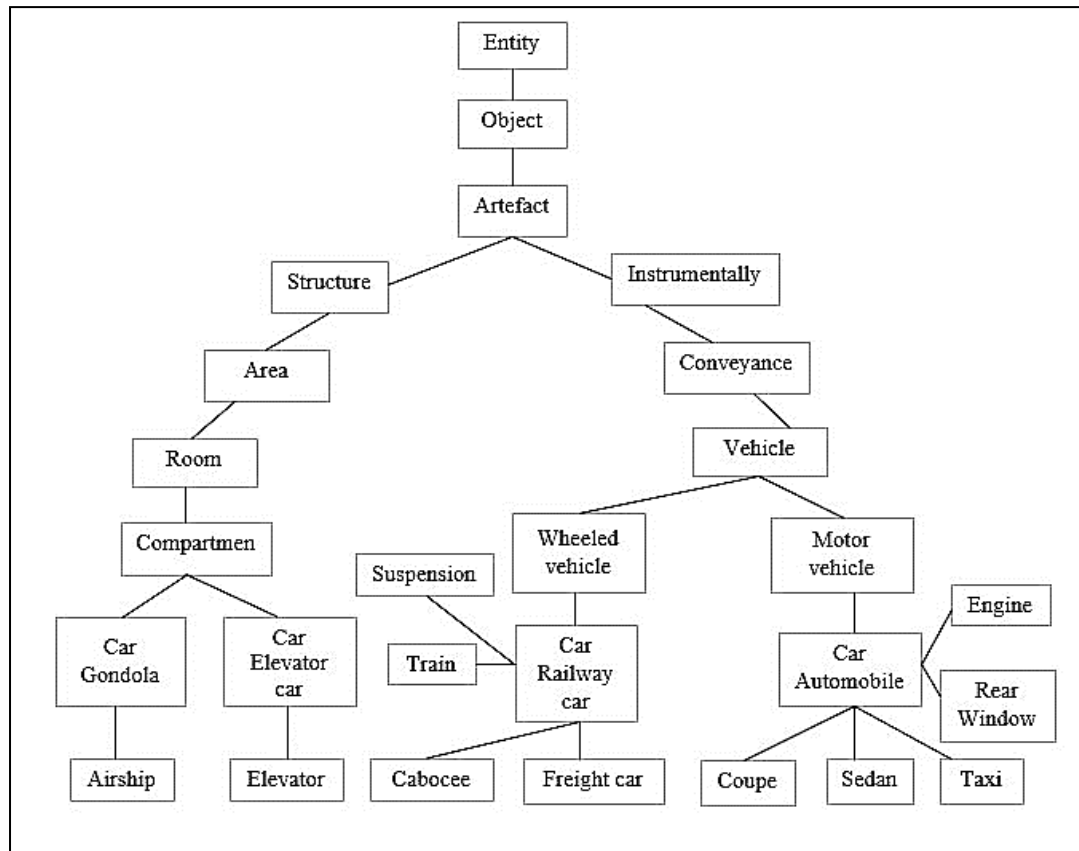 Entity
Object
Artefact
Structure
Instrumentally
Area
Conveyance
Room
Vehicle
Compartmen
Wheeled
vehicle
Motor
vehicle
Suspension
Engine
Car
Gondola
Car
Elevator
car
Train
Car
Railway
car
Car
Automobile
Rear
Window
Airship
Elevator
Cabocee
Freight car
Coupe
Sedan
Taxi